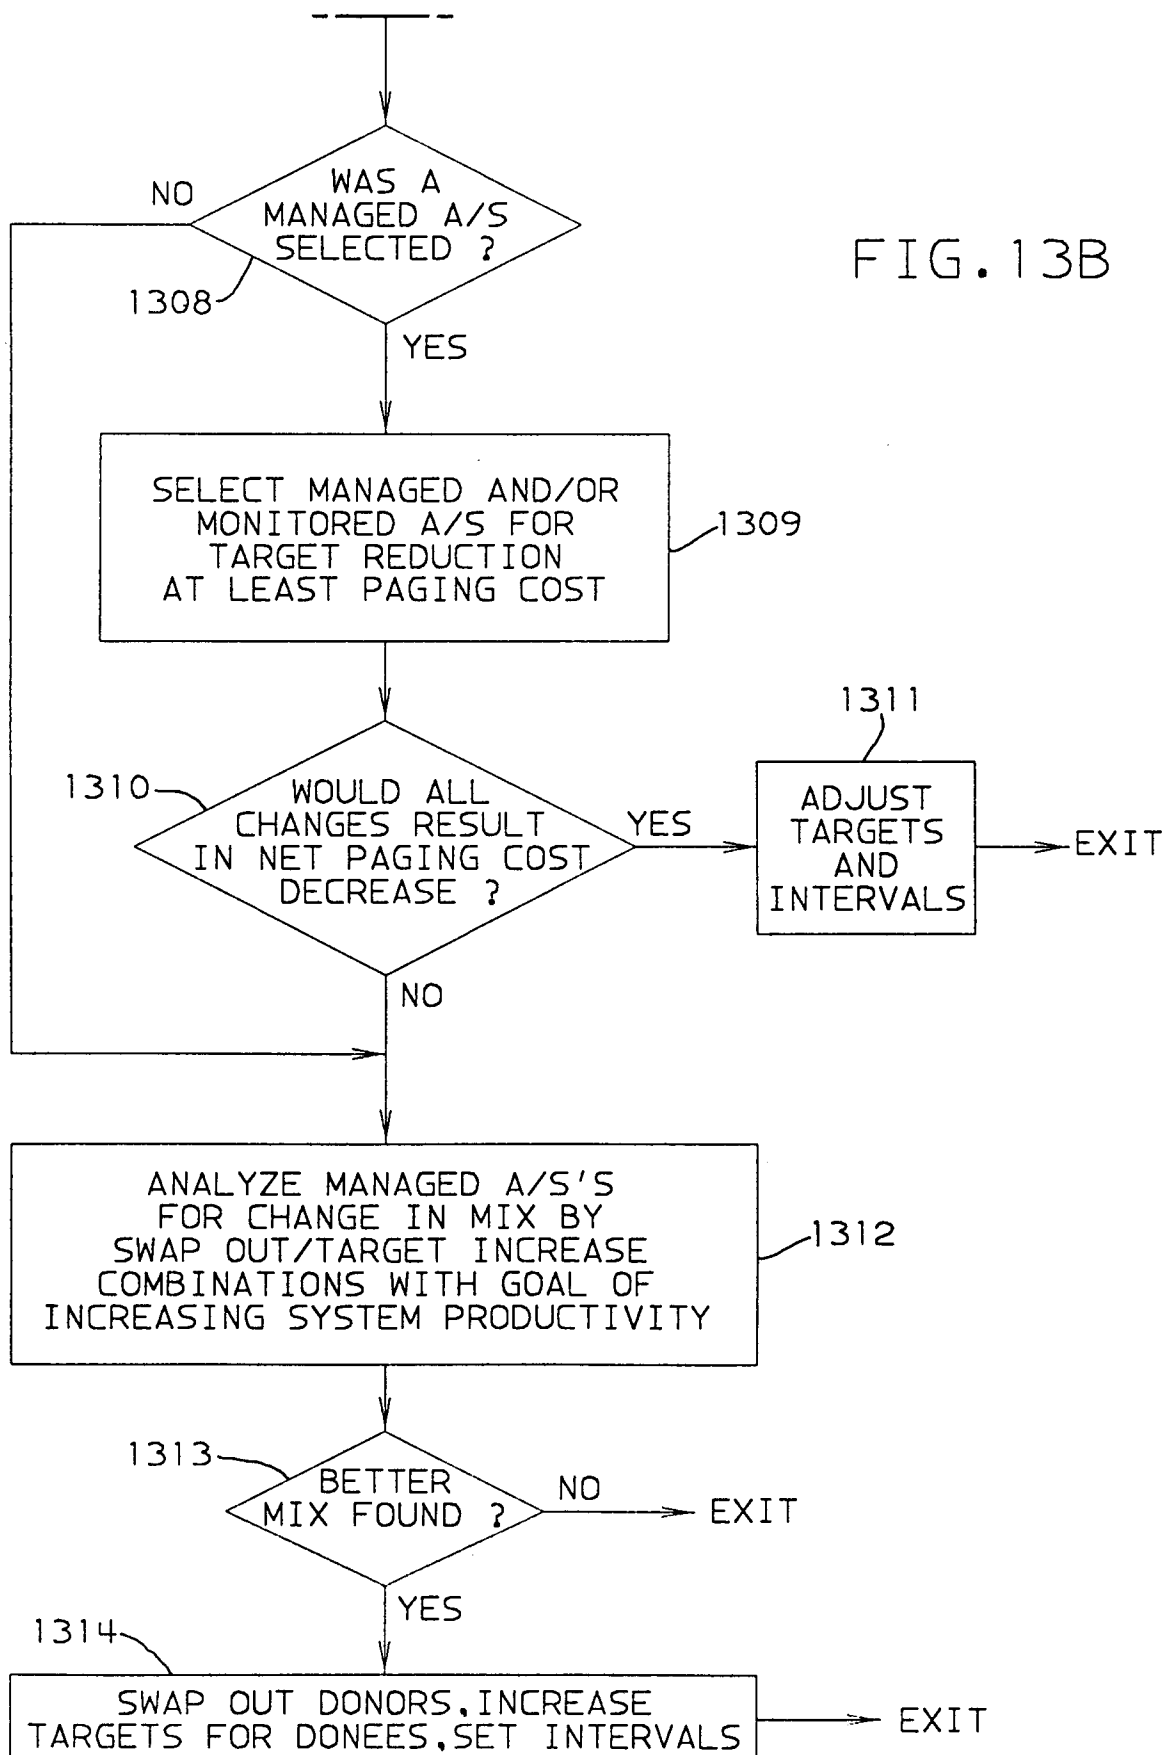 NO
WAS A
MANAGED A/S
SELECTED ?
FIG.13B
1308
YES
SELECT MANAGED AND/OR
MONITORED A/S FOR
TARGET REDUCTION
AT LEAST PAGING COST
1309
1311
1310
WOULD ALL
CHANGES RESULT
IN NET PAGING COST
DECREASE ?
YES
ADJUST
TARGETS
AND
INTERVALS
EXIT
NO
ANALYZE MANAGED A/S'S
FOR CHANGE IN MIX BY
SWAP OUT/TARGET INCREASE
COMBINATIONS WITH GOAL OF
INCREASING SYSTEM PRODUCTIVITY
1312
1313
BETTER
MIX FOUND ?
NO
EXIT
YES
1314
SWAP OUT DONORS,INCREASE
TARGETS FOR DONEES,SET INTERVALS
EXIT